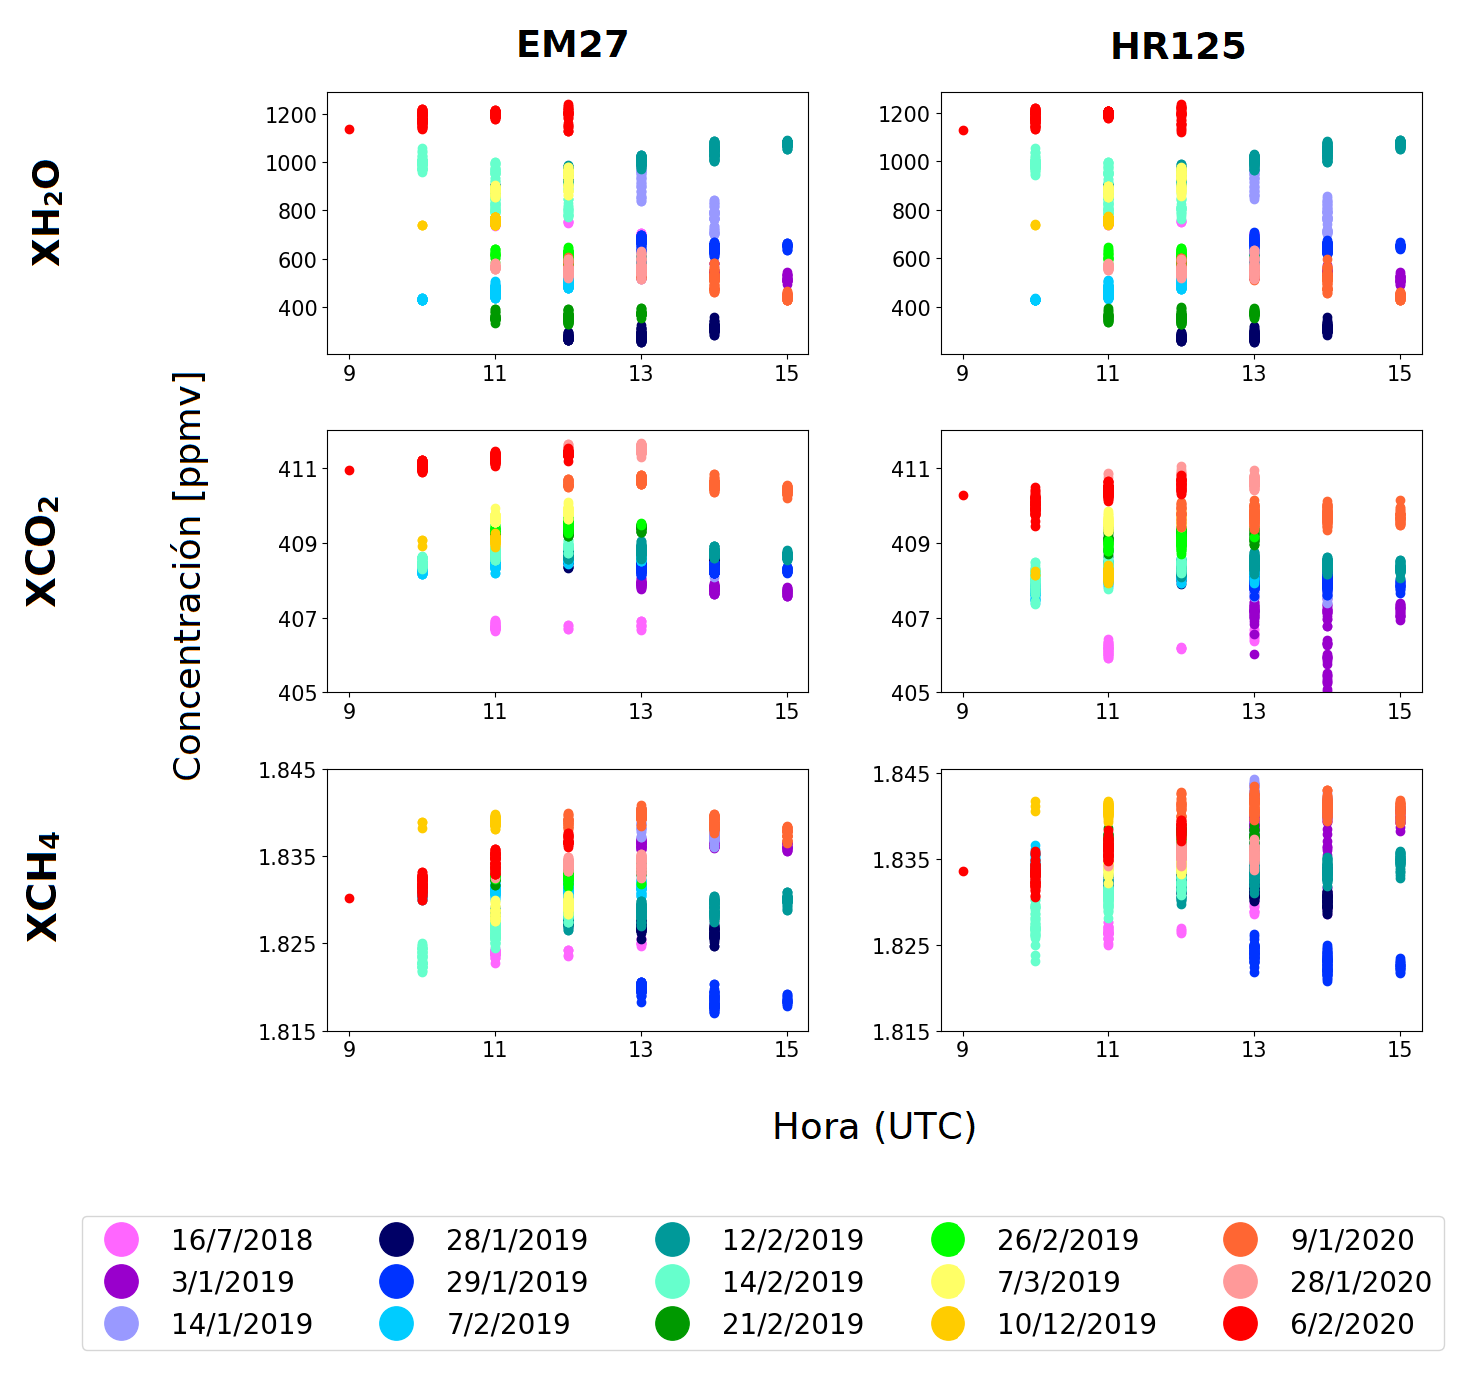 EM27 HR125
XH₂O
1200 1200
1000 1000
800 800
600 600
400 400
9 11 13 15 9 11 13 15
Concentración [ppmv]
XCO₂
411 411
409 409
407 407
405 405
9 11 13 15 9 11 13 15
XCH₄
1.845 1.845
1.835 1.835
1.825 1.825
1.815 1.815
9 11 13 15 9 11 13 15
Hora (UTC)
16/7/2018 28/1/2019 12/2/2019 26/2/2019 9/1/2020
3/1/2019 29/1/2019 14/2/2019 7/3/2019 28/1/2020
14/1/2019 7/2/2019 21/2/2019 10/12/2019 6/2/2020